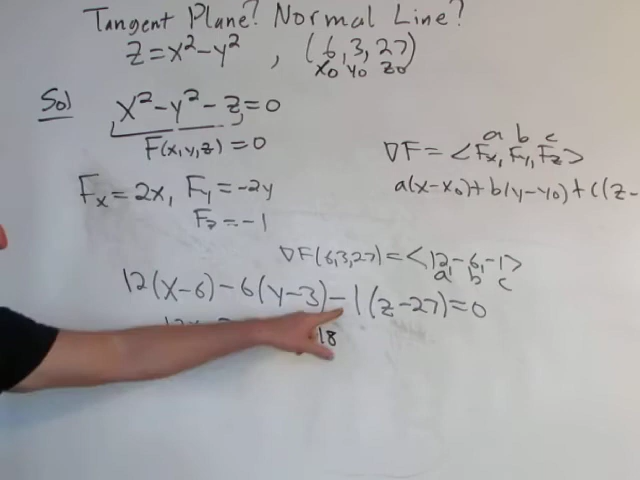 Tangent Plane? Normal Line?
z=x²-y² , (6,3,27)
x₀ y₀ z₀
Sol
x²-y²-z=0
F(x,y,z)=0
a b c
∇F=<Fx,Fy,Fz>
a(x-x₀)+b(y-y₀)+c(z-
Fx=2x, Fy=-2y
Fz=-1
∇F(6,3,27)=<12,-6,-1>
a b c
12(x-6)-6(y-3)-1(z-27)=0
18